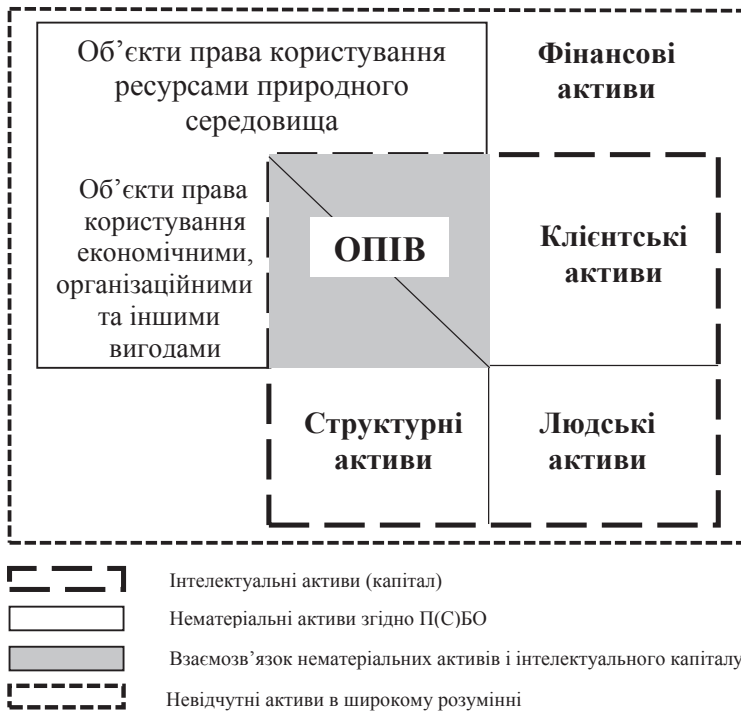 Об’єкти права користування
ресурсами природного
середовища
Фінансові
активи
Об’єкти права
користування
економічними,
організаційними
та іншими
вигодами
ОПІВ
Клієнтські
активи
Структурні
активи
Людські
активи
Інтелектуальні активи (капітал)
Нематеріальні активи згідно П(С)БО
Взаємозв’язок нематеріальних активів і інтелектуального капіталу
Невідчутні активи в широкому розумінні